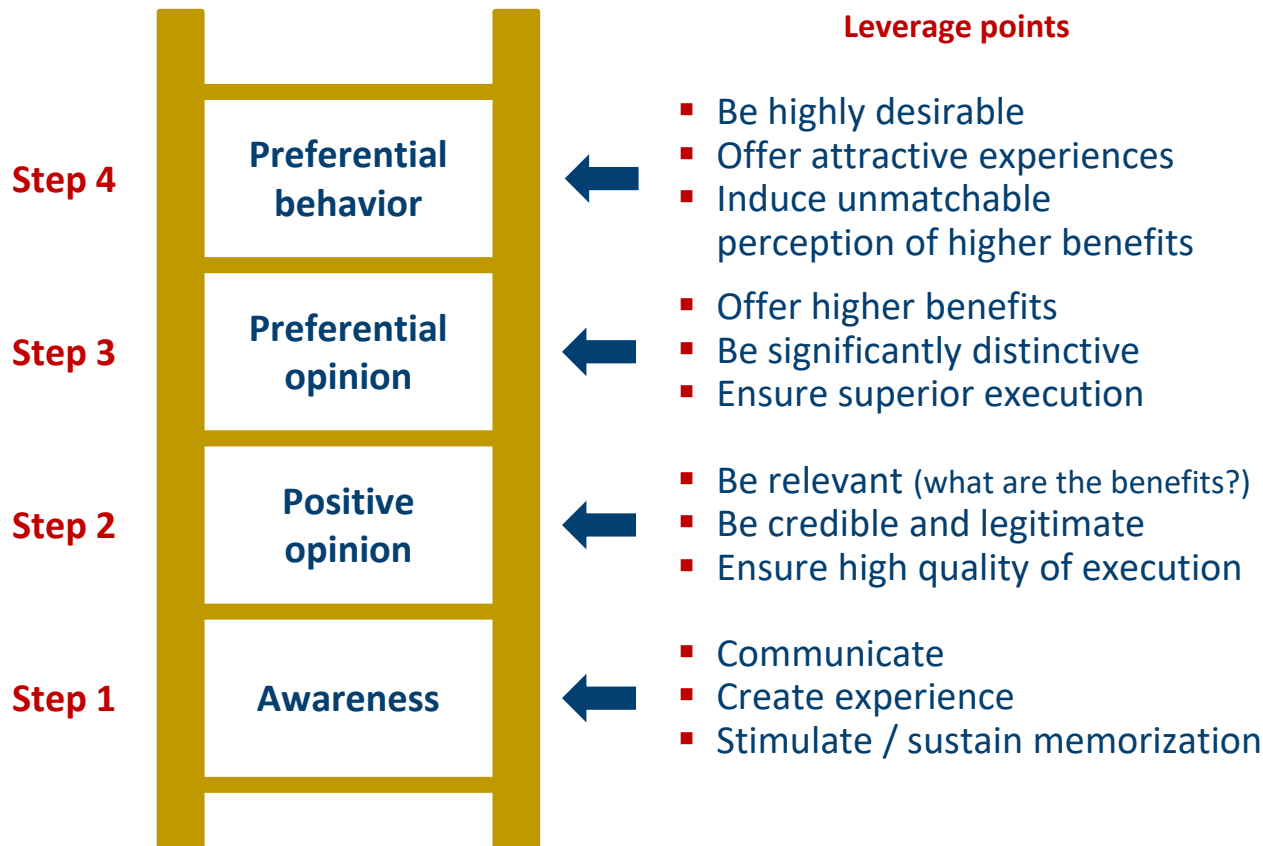 Leverage points
Step 4
Preferential
behavior
▪ Be highly desirable
▪ Offer attractive experiences
▪ Induce unmatchable
perception of higher benefits
Step 3
Preferential
opinion
▪ Offer higher benefits
▪ Be significantly distinctive
▪ Ensure superior execution
Step 2
Positive
opinion
▪ Be relevant (what are the benefits?)
▪ Be credible and legitimate
▪ Ensure high quality of execution
Step 1
Awareness
▪ Communicate
▪ Create experience
▪ Stimulate / sustain memorization